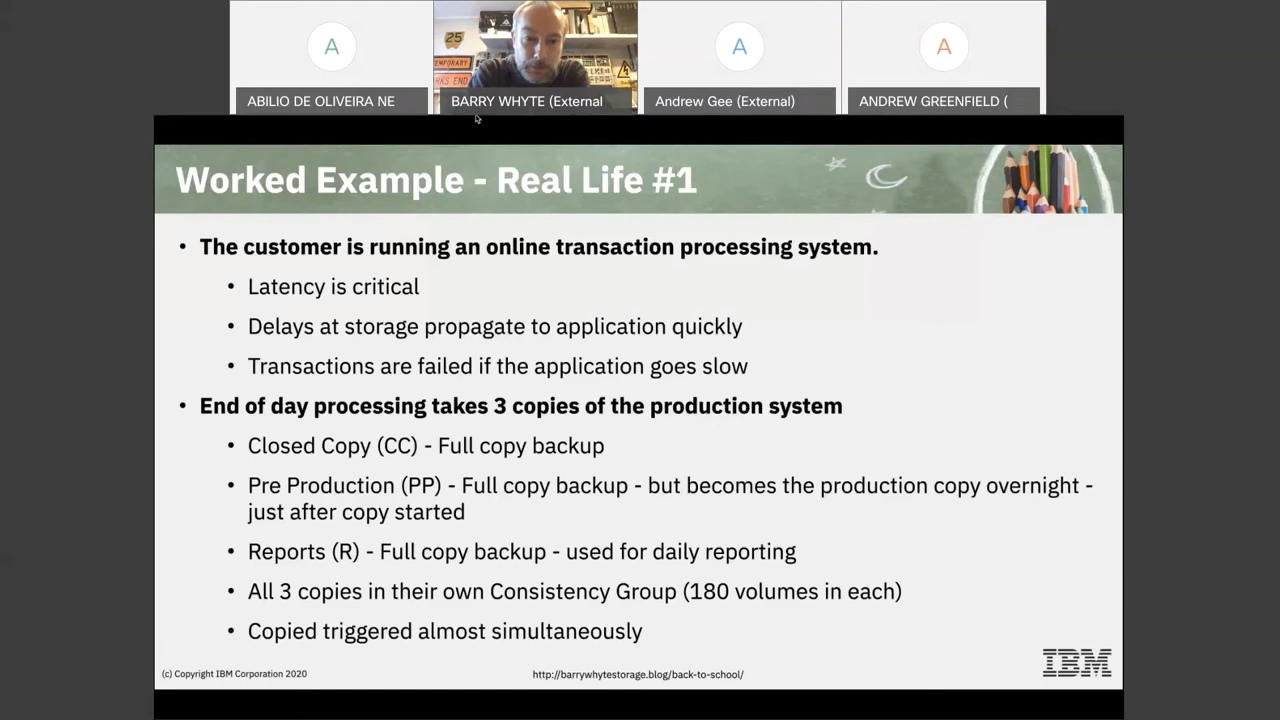 A
A
A
25
TEMPORARY
RKS END
ABILIO DE OLIVEIRA NE
BARRY WHYTE (External
Andrew Gee (External)
ANDREW GREENFIELD (
Worked Example - Real Life #1
• The customer is running an online transaction processing system.
• Latency is critical
• Delays at storage propagate to application quickly
• Transactions are failed if the application goes slow
• End of day processing takes 3 copies of the production system
• Closed Copy (CC) - Full copy backup
• Pre Production (PP) - Full copy backup - but becomes the production copy overnight -
just after copy started
• Reports (R) - Full copy backup - used for daily reporting
• All 3 copies in their own Consistency Group (180 volumes in each)
• Copied triggered almost simultaneously
(c) Copyright IBM Corporation 2020
http://barrywhytestorage.blog/back-to-school/
IBM